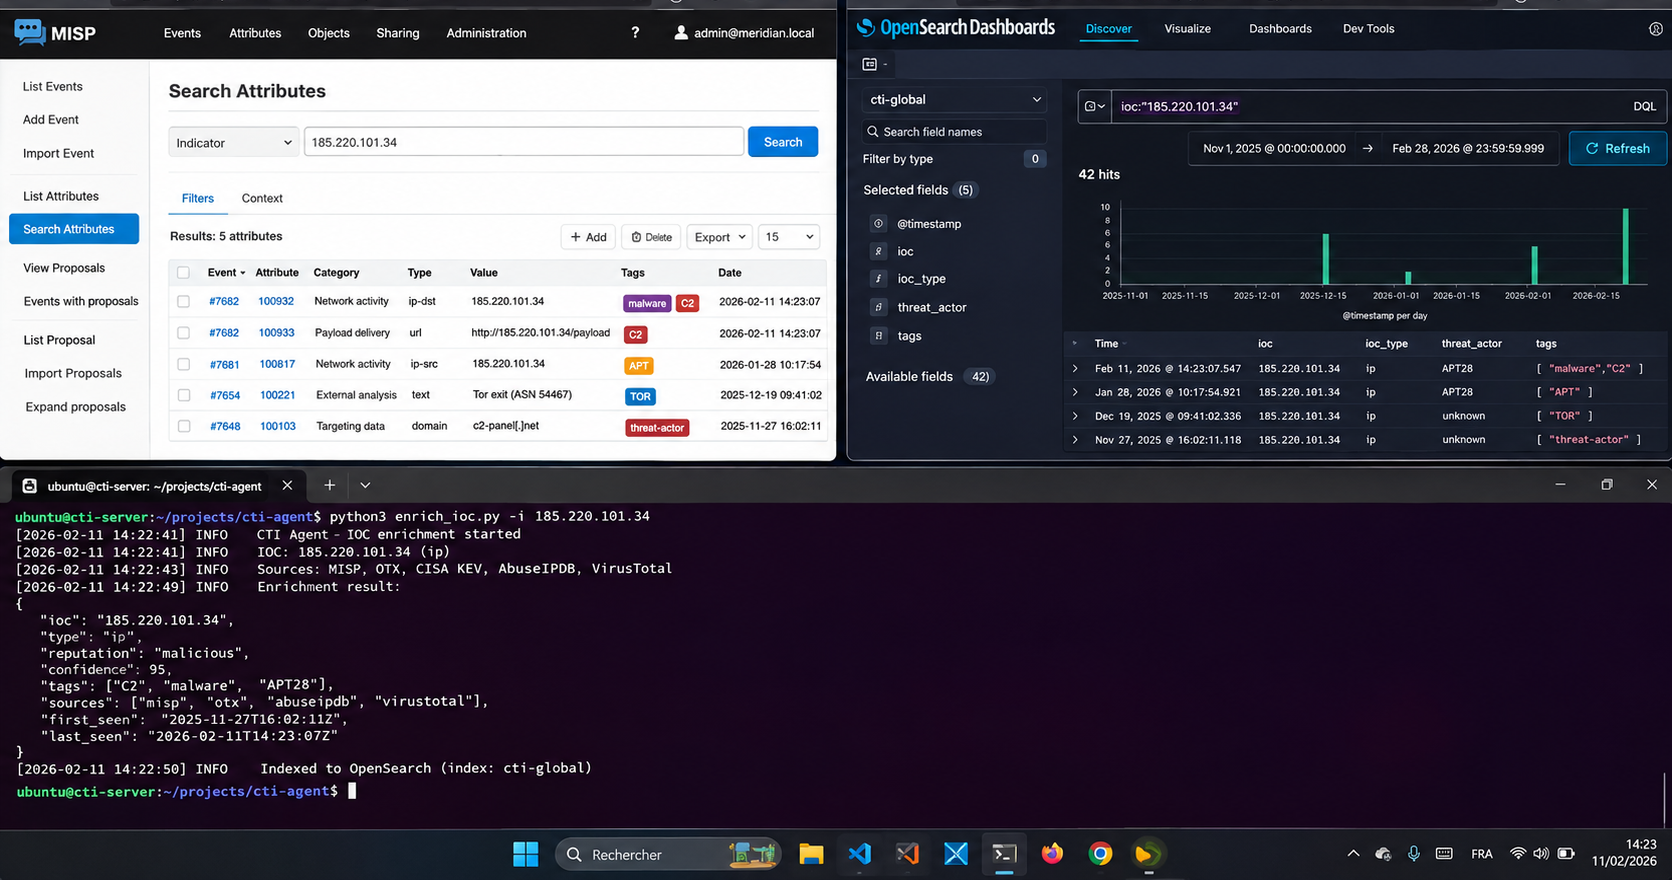 MISP
Events Attributes Objects Sharing Administration ? admin@meridian.local
List Events
Add Event
Import Event
List Attributes
Search Attributes
View Proposals
Events with proposals
List Proposal
Import Proposals
Expand proposals
Search Attributes
Indicator 185.220.101.34 Search
Filters Context
Results: 5 attributes + Add Delete Export 15
Event Attribute Category Type Value Tags Date
#7682 100932 Network activity ip-dst 185.220.101.34 malware C2 2026-02-11 14:23:07
#7682 100933 Payload delivery url http://185.220.101.34/payload C2 2026-02-11 14:23:07
#7681 100817 Network activity ip-src 185.220.101.34 APT 2026-01-28 10:17:54
#7654 100221 External analysis text Tor exit (ASN 54467) TOR 2025-12-19 09:41:02
#7648 100103 Targeting data domain c2-panel[.]net threat-actor 2025-11-27 16:02:11
OpenSearch Dashboards Discover Visualize Dashboards Dev Tools
cti-global
Search field names
Filter by type 0
Selected fields (5)
@timestamp
ioc
ioc_type
threat_actor
tags
Available fields 42)
ioc:"185.220.101.34" DQL
Nov 1, 2025 @ 00:00:00.000 → Feb 28, 2026 @ 23:59:59.999 Refresh
42 hits
10
8
6
4
2
0
2025-11-01 2025-11-15 2025-12-01 2025-12-15 2026-01-01 2026-01-15 2026-02-01 2026-02-15
@timestamp per day
Time ioc ioc_type threat_actor tags
Feb 11, 2026 @ 14:23:07.547 185.220.101.34 ip APT28 [ "malware","C2" ]
Jan 28, 2026 @ 10:17:54.921 185.220.101.34 ip APT28 [ "APT" ]
Dec 19, 2025 @ 09:41:02.336 185.220.101.34 ip unknown [ "TOR" ]
Nov 27, 2025 @ 16:02:11.118 185.220.101.34 ip unknown [ "threat-actor" ]
ubuntu@cti-server: ~/projects/cti-agent
ubuntu@cti-server:~/projects/cti-agent$ python3 enrich_ioc.py -i 185.220.101.34
[2026-02-11 14:22:41] INFO CTI Agent - IOC enrichment started
[2026-02-11 14:22:41] INFO IOC: 185.220.101.34 (ip)
[2026-02-11 14:22:43] INFO Sources: MISP, OTX, CISA KEV, AbuseIPDB, VirusTotal
[2026-02-11 14:22:49] INFO Enrichment result:
{
"ioc": "185.220.101.34",
"type": "ip",
"reputation": "malicious",
"confidence": 95,
"tags": ["C2", "malware", "APT28"],
"sources": ["misp", "otx", "abuseipdb", "virustotal"],
"first_seen": "2025-11-27T16:02:11Z",
"last_seen": "2026-02-11T14:23:07Z"
}
[2026-02-11 14:22:50] INFO Indexed to OpenSearch (index: cti-global)
ubuntu@cti-server:~/projects/cti-agent$
Rechercher
FRA
14:23
11/02/2026